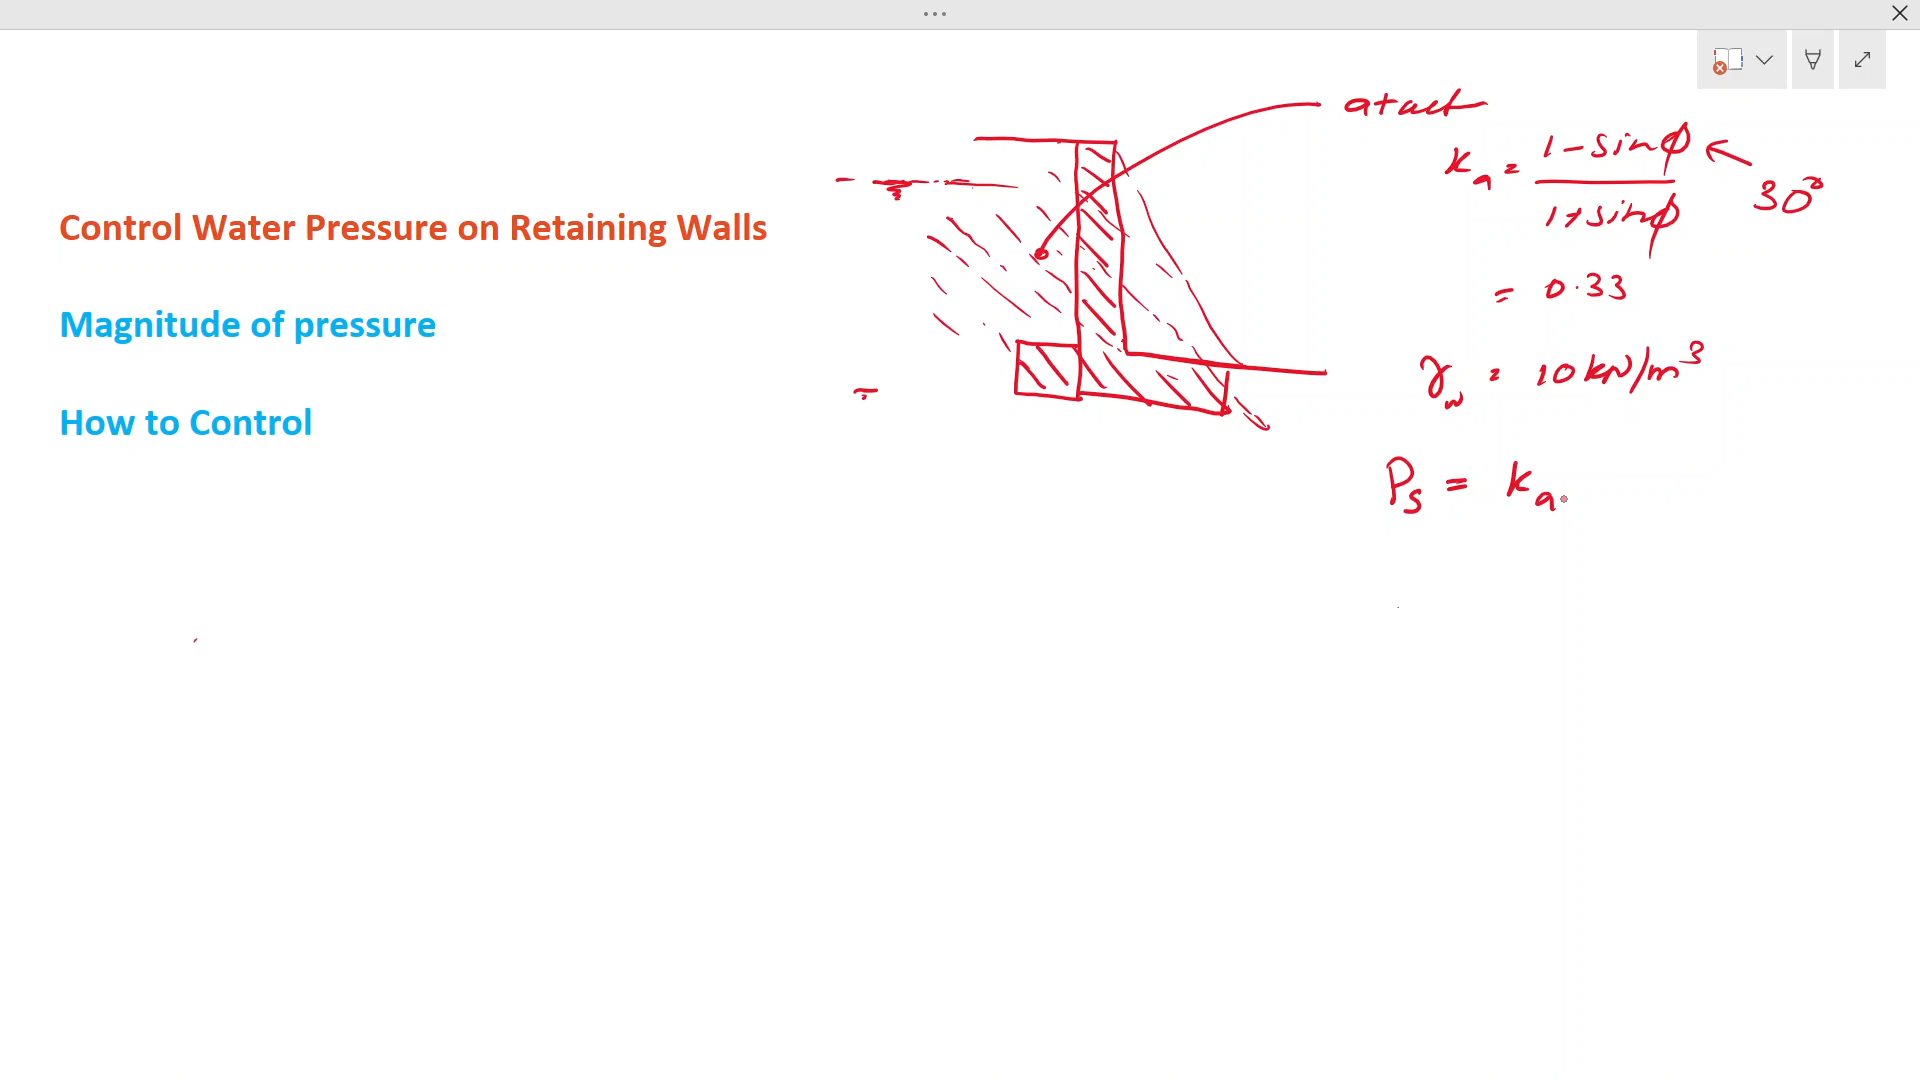 Control Water Pressure on Retaining Walls
Magnitude of pressure
How to Control
Ka = 1 - sinϕ / 1 + sinϕ
30°
= 0.33
γw = 10 kN/m³
Ps = Ka